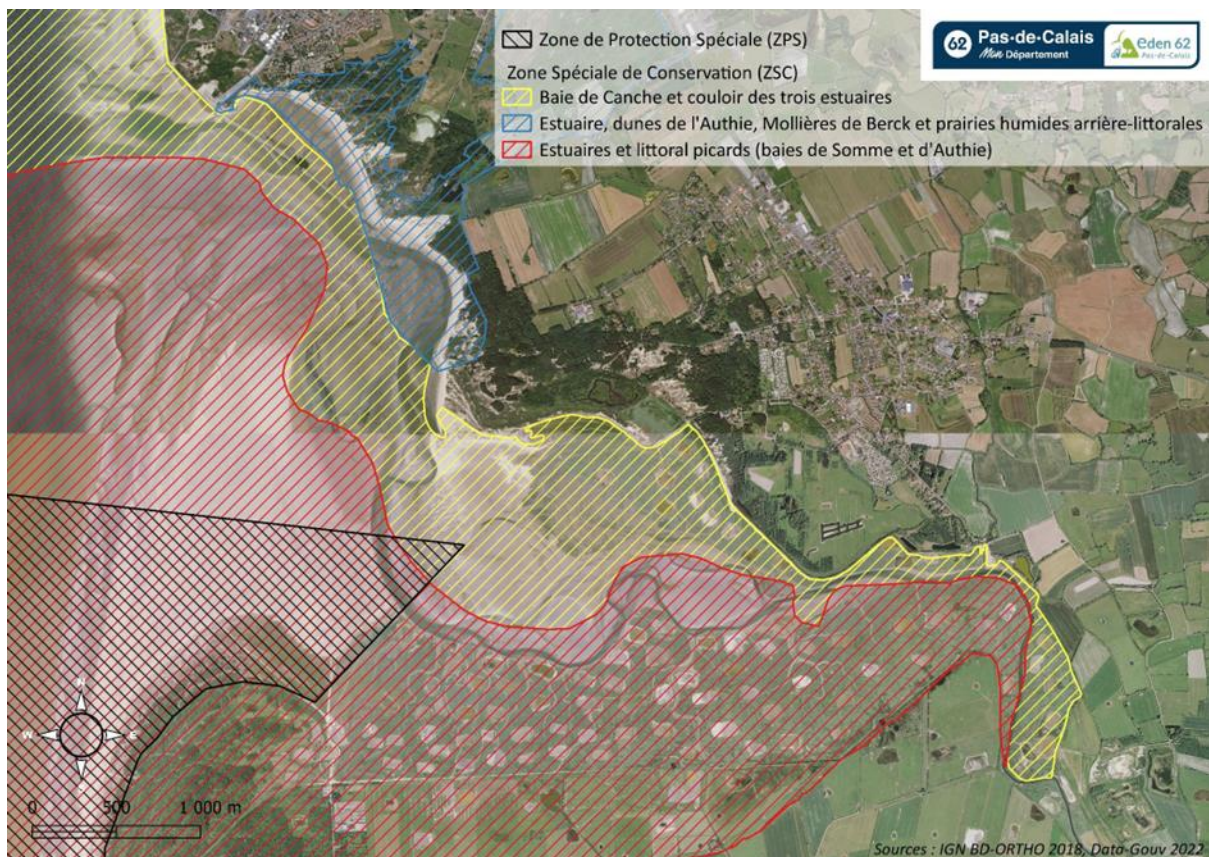 Zone de Protection Spéciale (ZPS)
Zone Spéciale de Conservation (ZSC)
Baie de Canche et couloir des trois estuaires
Estuaire, dunes de l'Authie, Mollières de Berck et prairies humides arrière-littorales
Estuaires et littoral picards (baies de Somme et d'Authie)
62 Pas-de-Calais
Mon Département
eden 62
Pas-de-Calais
N
W E
0 500 1 000 m
Sources : IGN BD-ORTHO 2018, Data-Gouv 2022